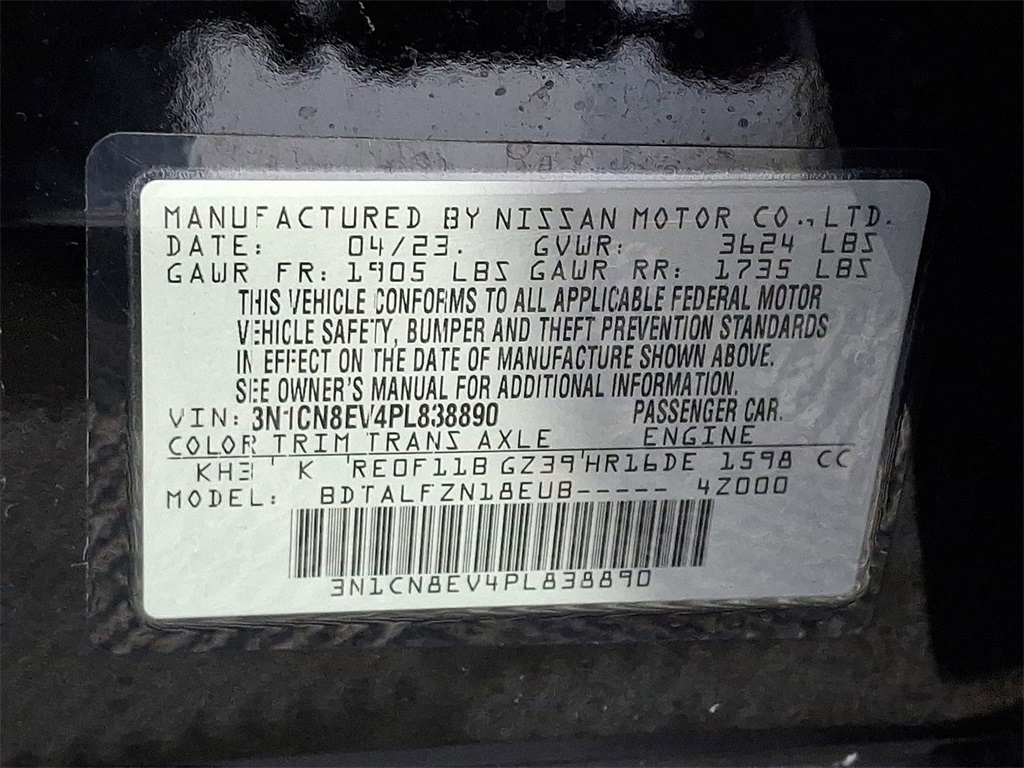 MANUFACTURED BY NISSAN MOTOR CO., LTD.
DATE: 04/23. GVWR: 3624 LBS
GAWR FR: 1905 LBS GAWR RR: 1735 LBS
THIS VEHICLE CONFORMS TO ALL APPLICABLE FEDERAL MOTOR
VEHICLE SAFETY, BUMPER AND THEFT PREVENTION STANDARDS
IN EFFECT ON THE DATE OF MANUFACTURE SHOWN ABOVE.
SEE OWNER'S MANUAL FOR ADDITIONAL INFORMATION.
VIN: 3N1CN8EV4PL838890 PASSENGER CAR.
COLOR TRIM TRANS AXLE ENGINE
KH3 K RE0F11B GZ39 HR16DE 1598 CC
MODEL: BDTALFZN18EUB----- 4Z000
3N1CN8EV4PL838890